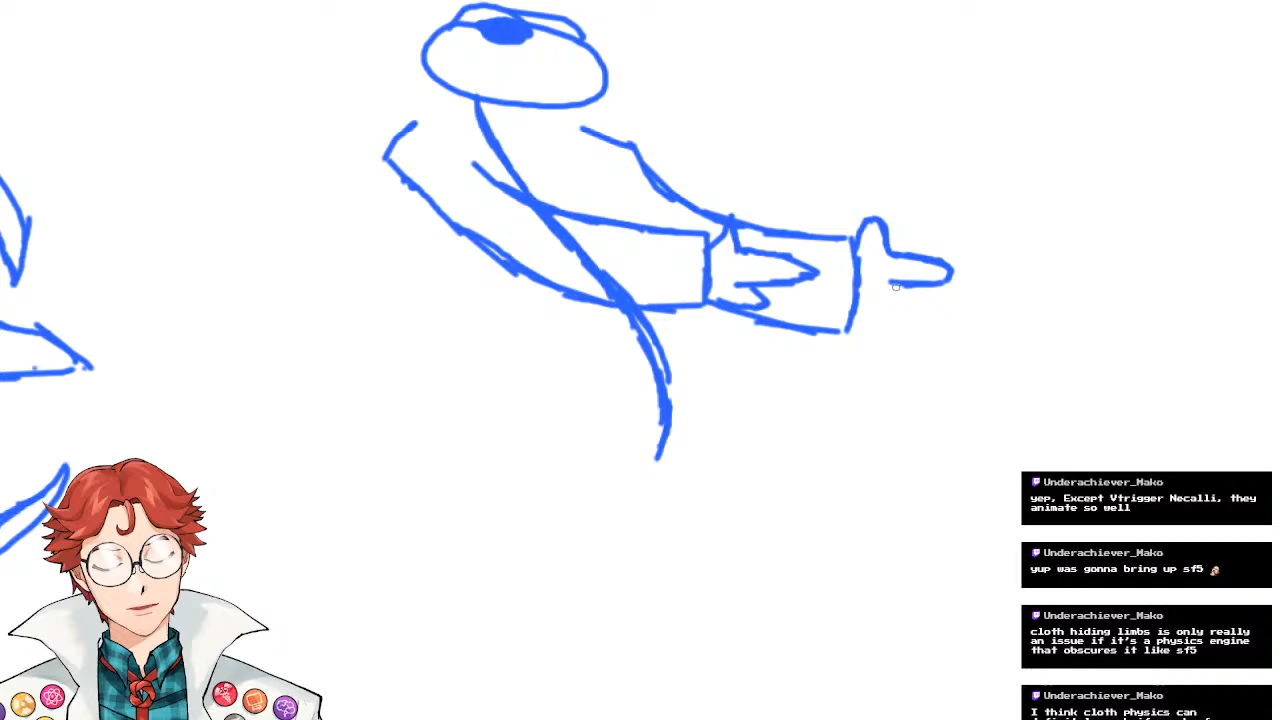 Underachiever_Mako
yep, Except Vtrigger Necalli, they
animate so well
Underachiever_Mako
yup was gonna bring up sf5
Underachiever_Mako
cloth hiding limbs is only really
an issue if it's a physics engine
that obscures it like sf5
Underachiever_Mako
I think cloth physics can